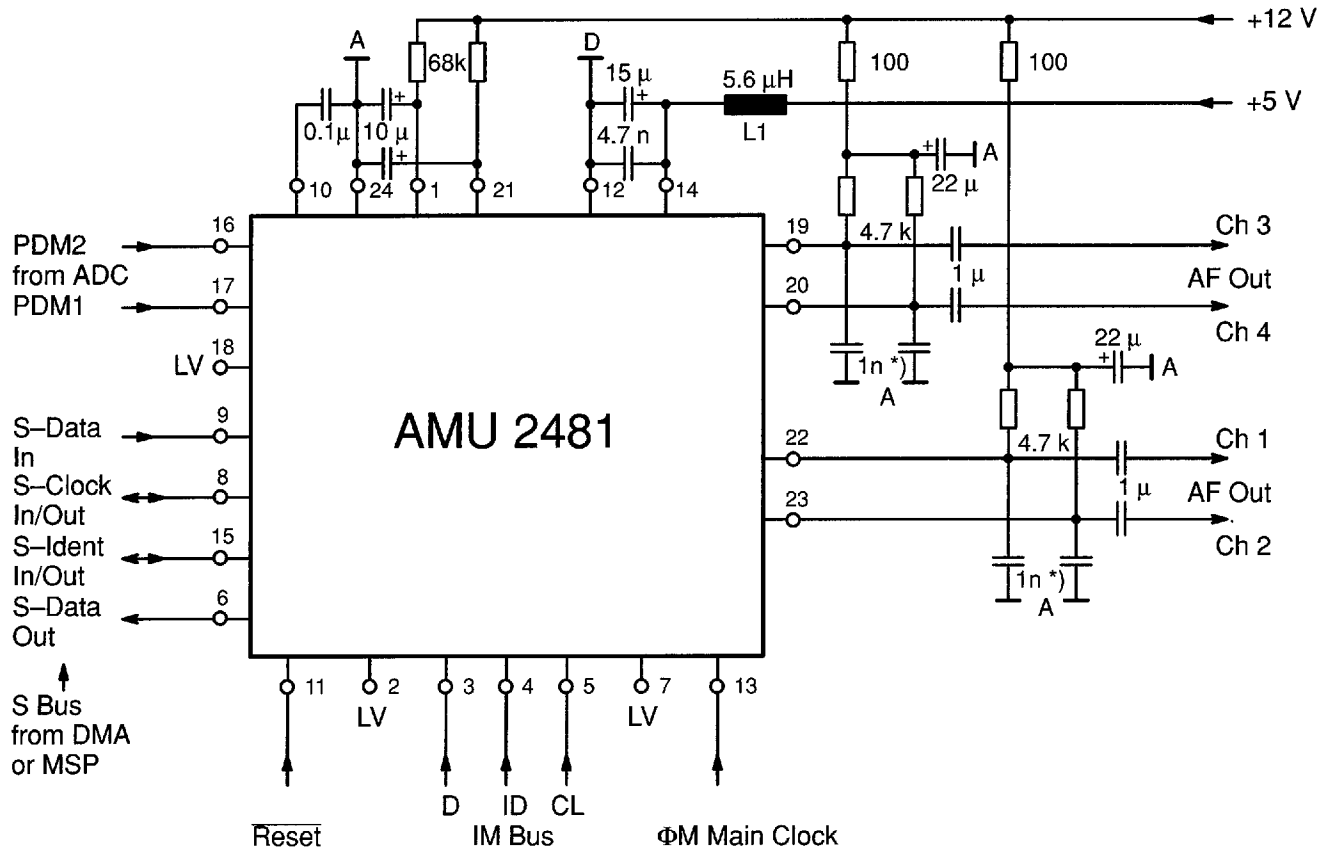 +12 V
A
D
68k
15 μ
5.6 μH
100
100
+5 V
L1
0.1μ
10 μ
4.7 n
+
+
+
+
A
22 μ
10
24
1
21
12
14
16
PDM2
from ADC
17
PDM1
18
LV
9
S–Data
In
8
S–Clock
In/Out
15
S–Ident
In/Out
6
S–Data
Out
S Bus
from DMA
or MSP
AMU 2481
19
4.7 k
Ch 3
1 μ
AF Out
20
Ch 4
1n *)
A
22 μ
+
A
22
4.7 k
Ch 1
1 μ
AF Out
23
Ch 2
1n *)
A
11
2
3
4
5
7
13
LV
LV
D
ID
CL
Reset
IM Bus
ΦM Main Clock